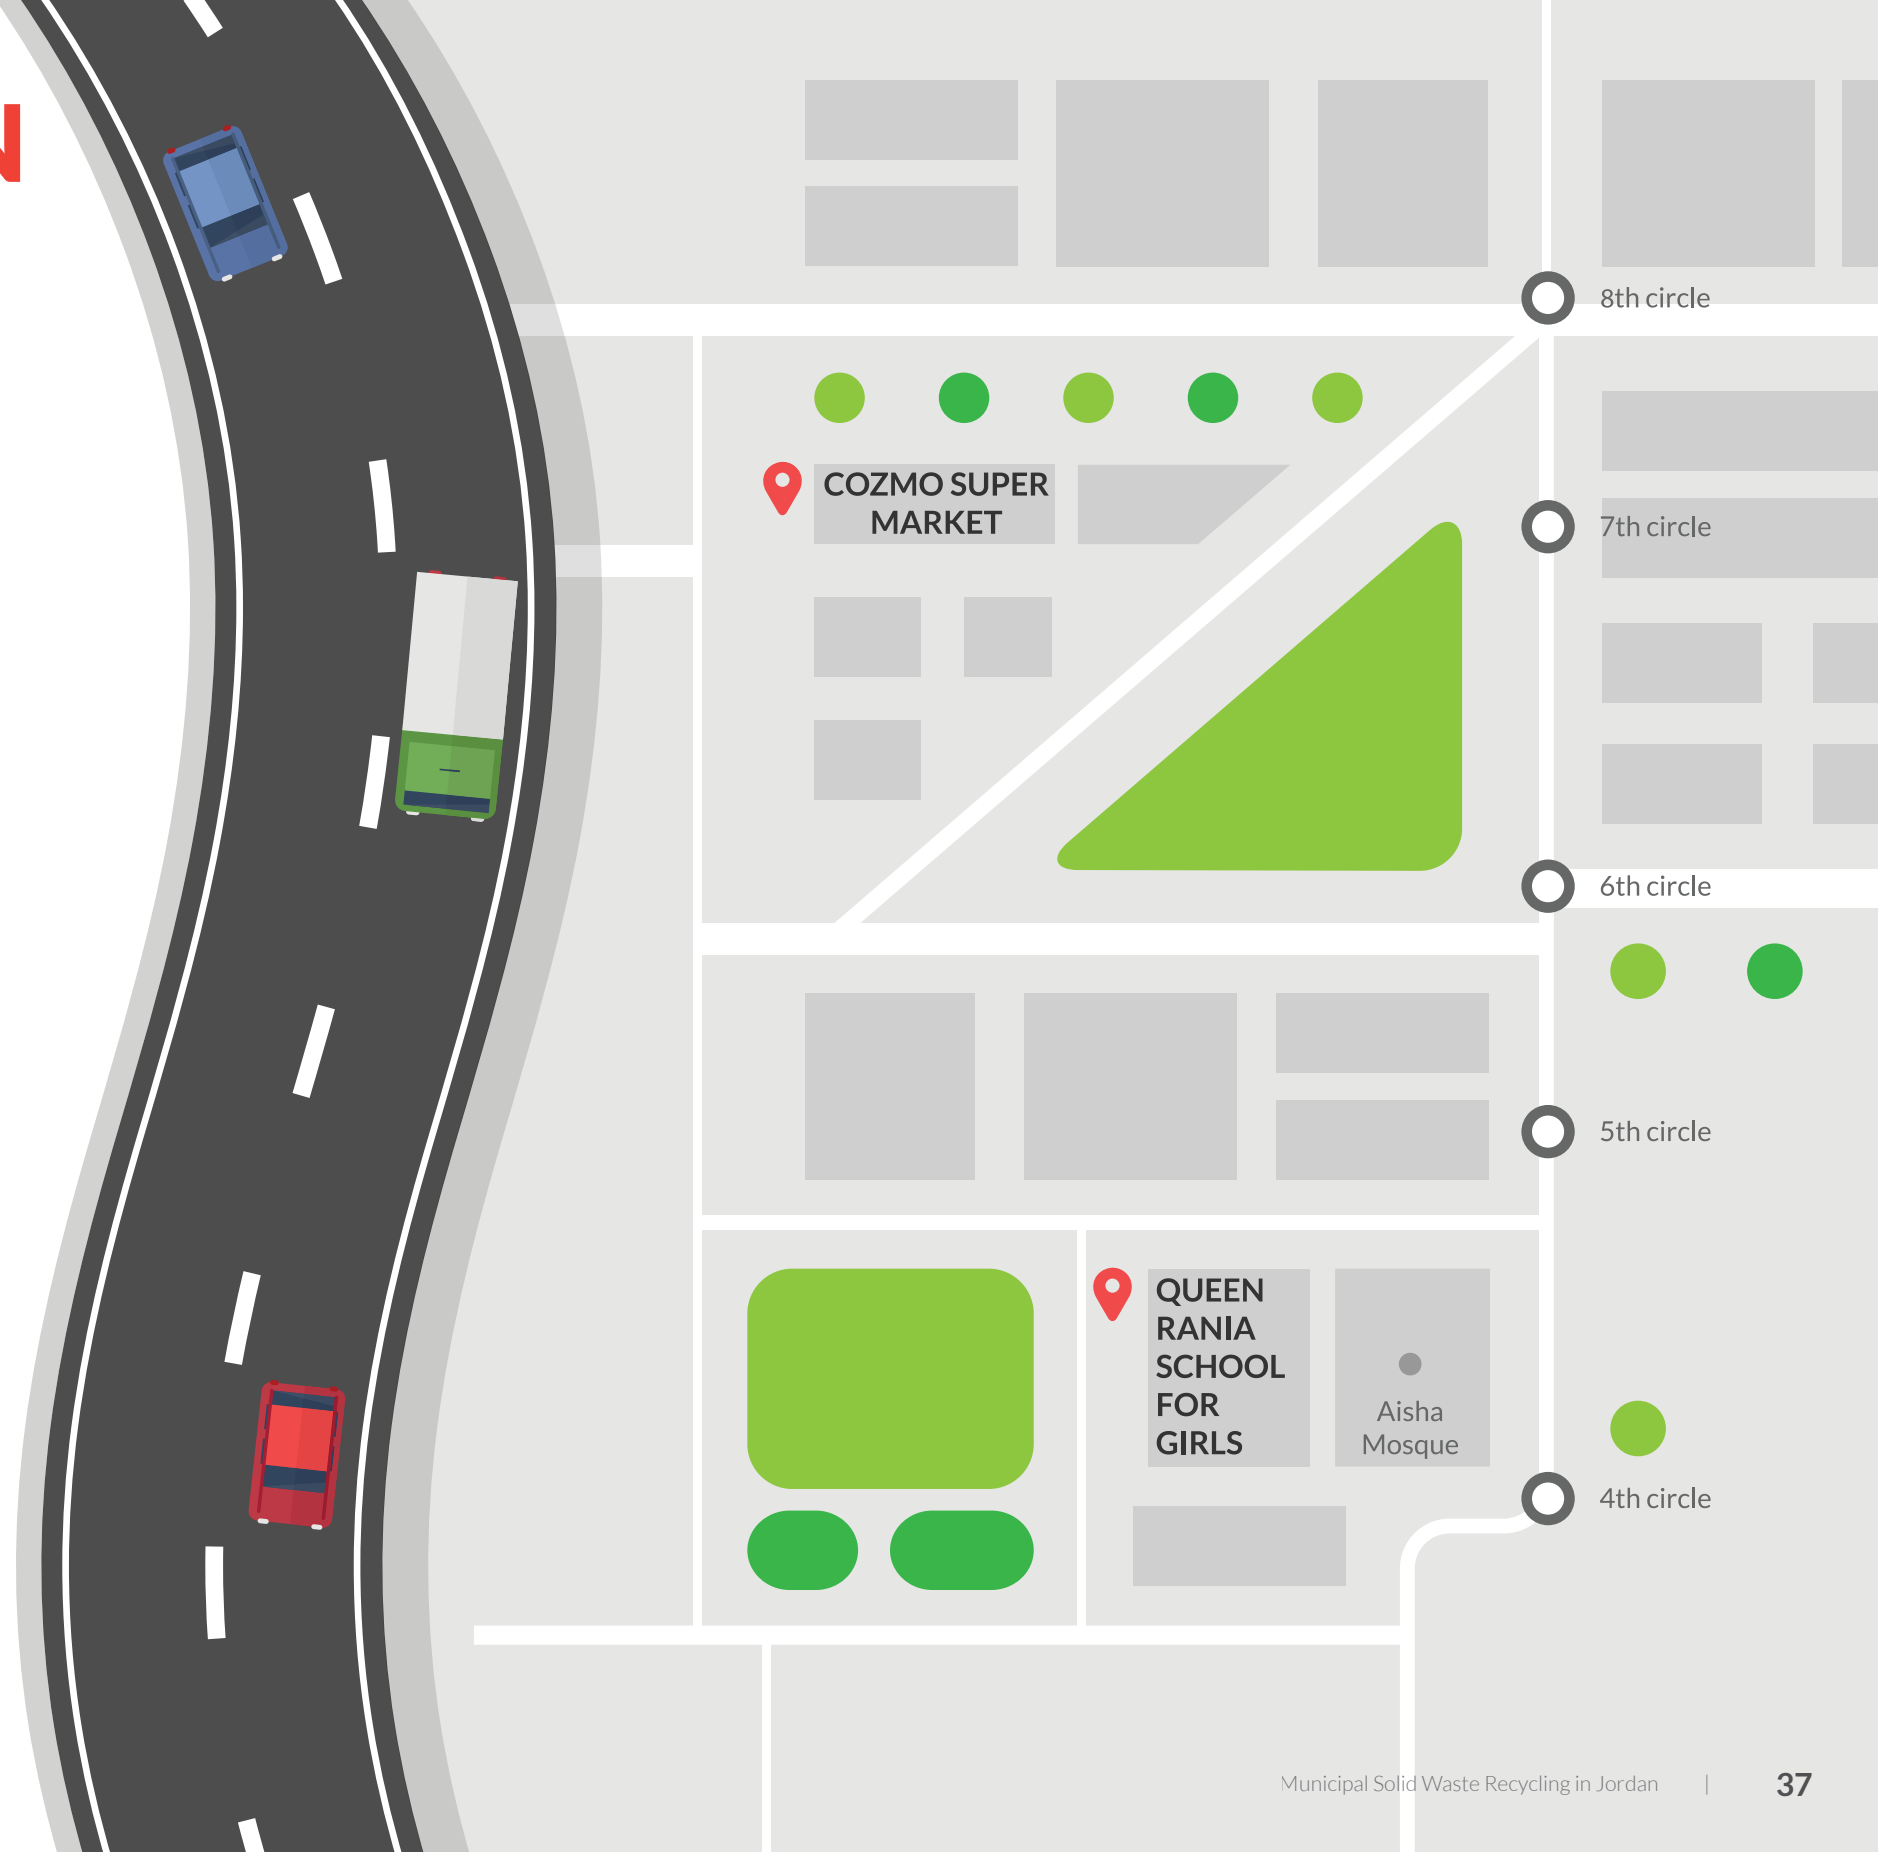 N
8th circle
COZMO SUPER
MARKET
7th circle
6th circle
5th circle
QUEEN
RANIA
SCHOOL
FOR
GIRLS
Aisha
Mosque
4th circle
Municipal Solid Waste Recycling in Jordan | 37